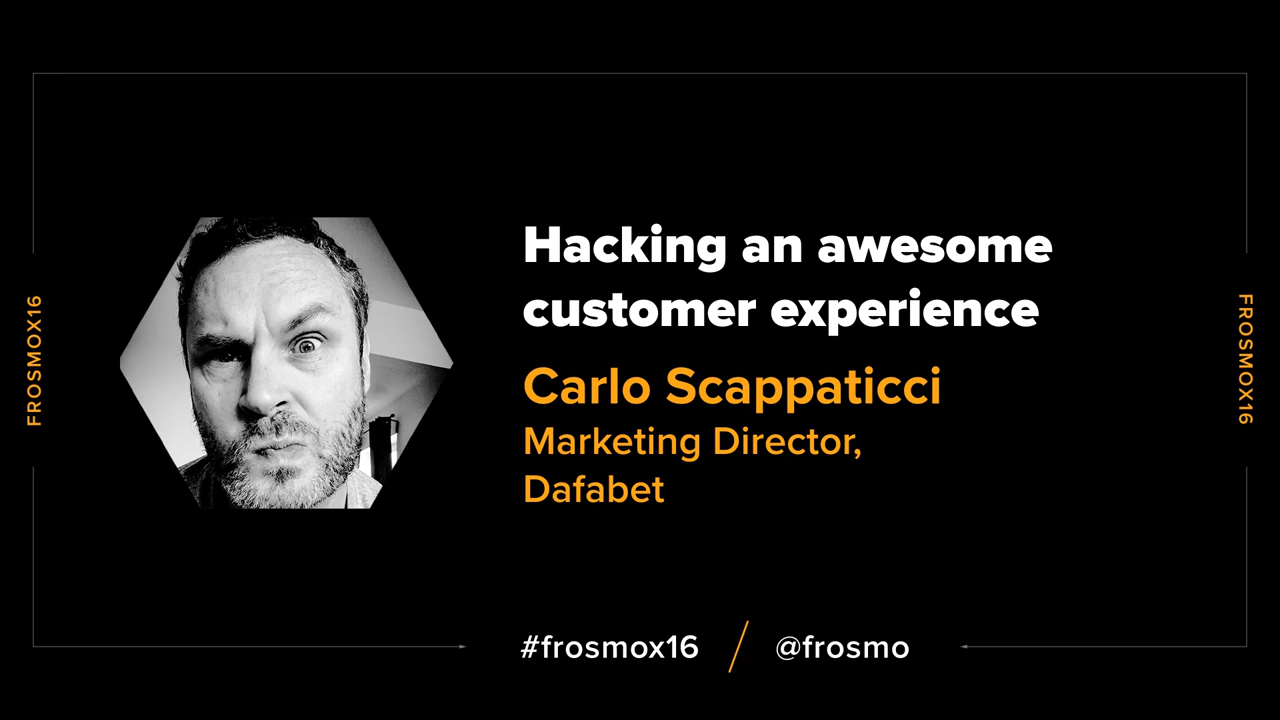 FROSMOX16
Hacking an awesome
customer experience
Carlo Scappaticci
Marketing Director,
Dafabet
FROSMOX16
#frosmox16 / @frosmo